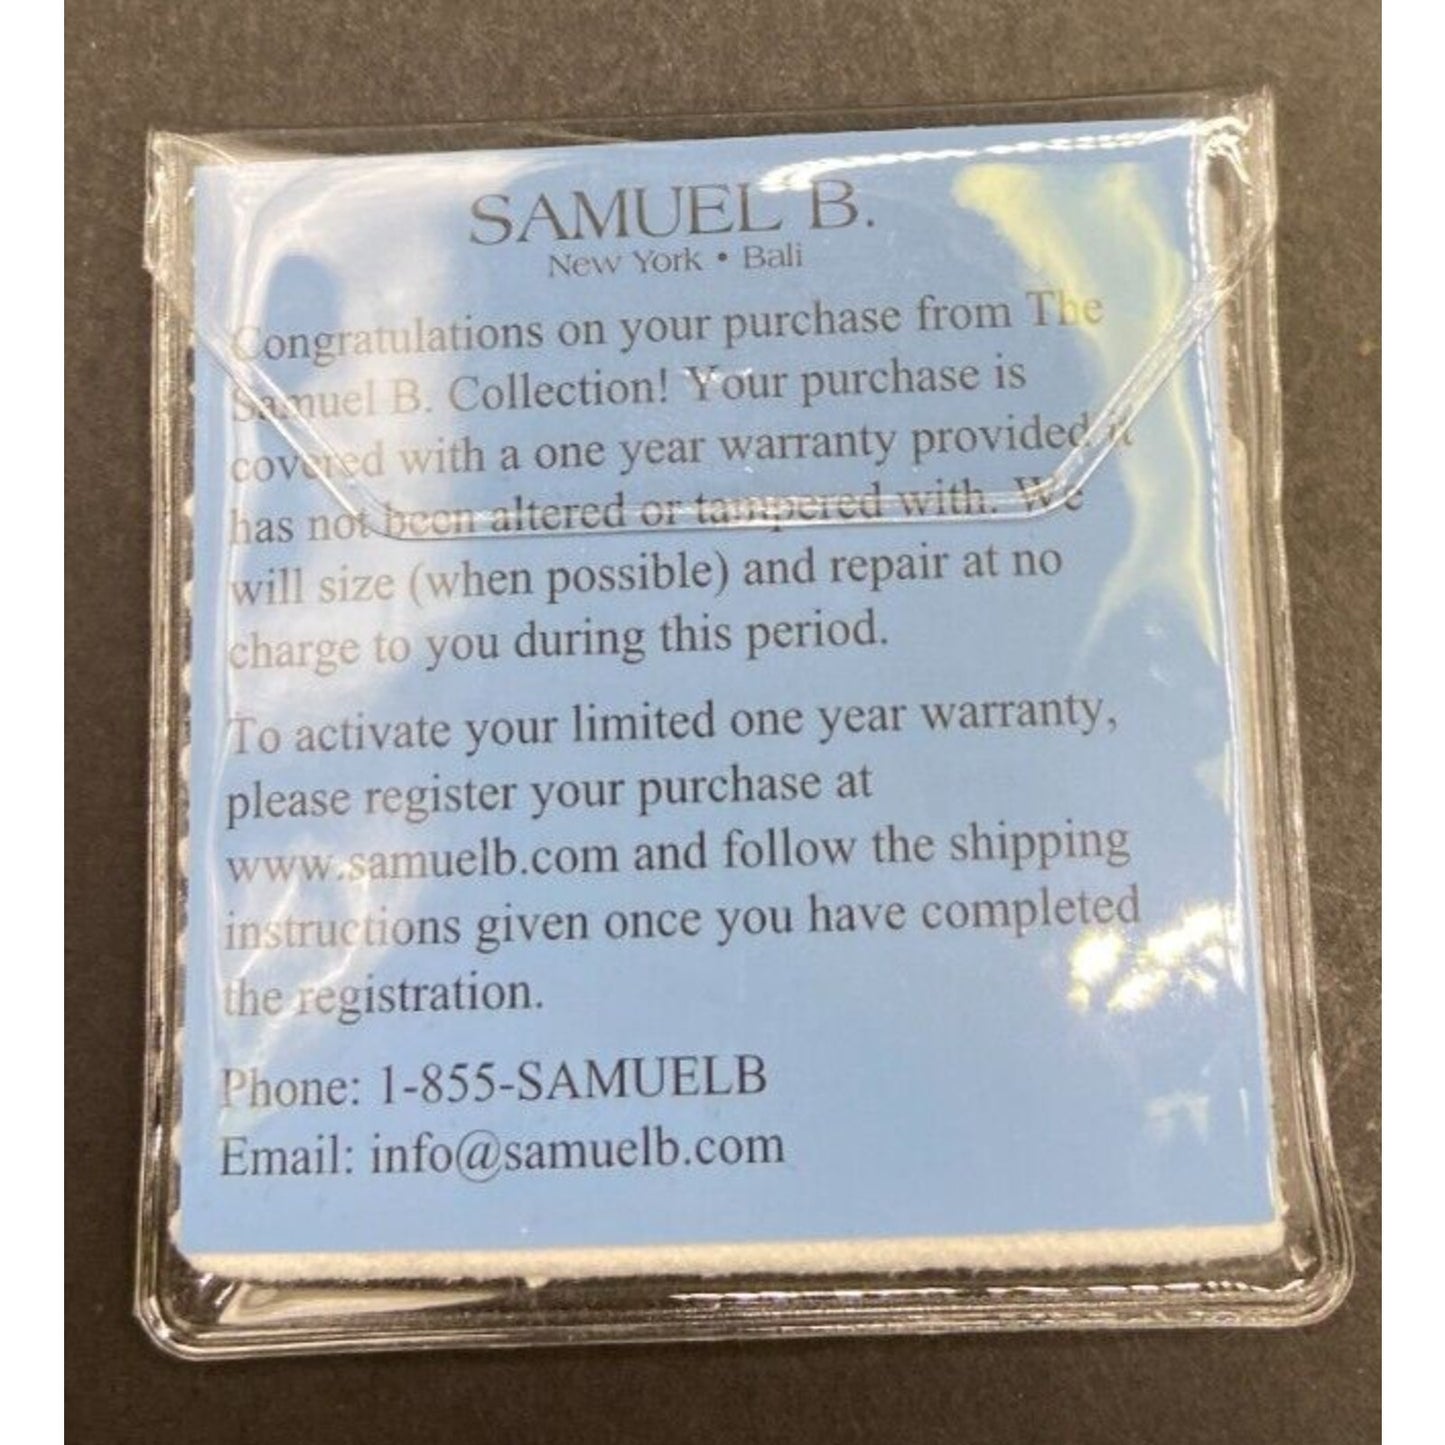 SAMUEL B.
New York • Bali
Congratulations on your purchase from The
Samuel B. Collection! Your purchase is
covered with a one year warranty provided it
has not been altered or tampered with. We
will size (when possible) and repair at no
charge to you during this period.
To activate your limited one year warranty,
please register your purchase at
www.samuelb.com and follow the shipping
instructions given once you have completed
the registration.
Phone: 1-855-SAMUELB
Email: info@samuelb.com